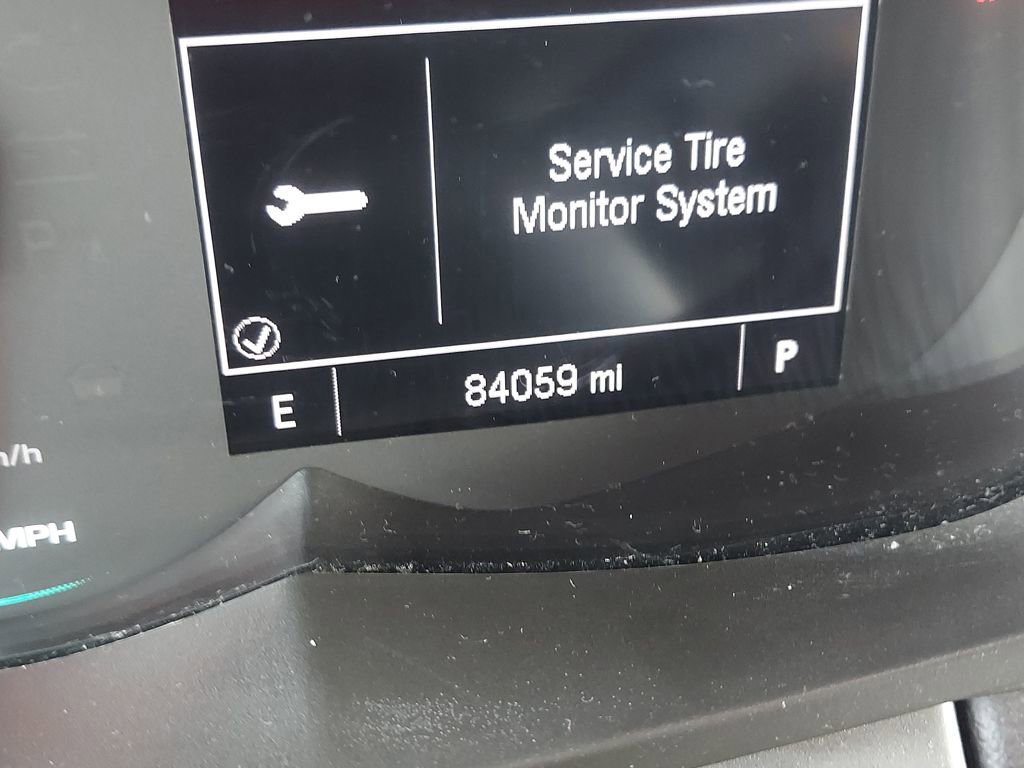 Service Tire
Monitor System
E
84059 mi
P
MPH